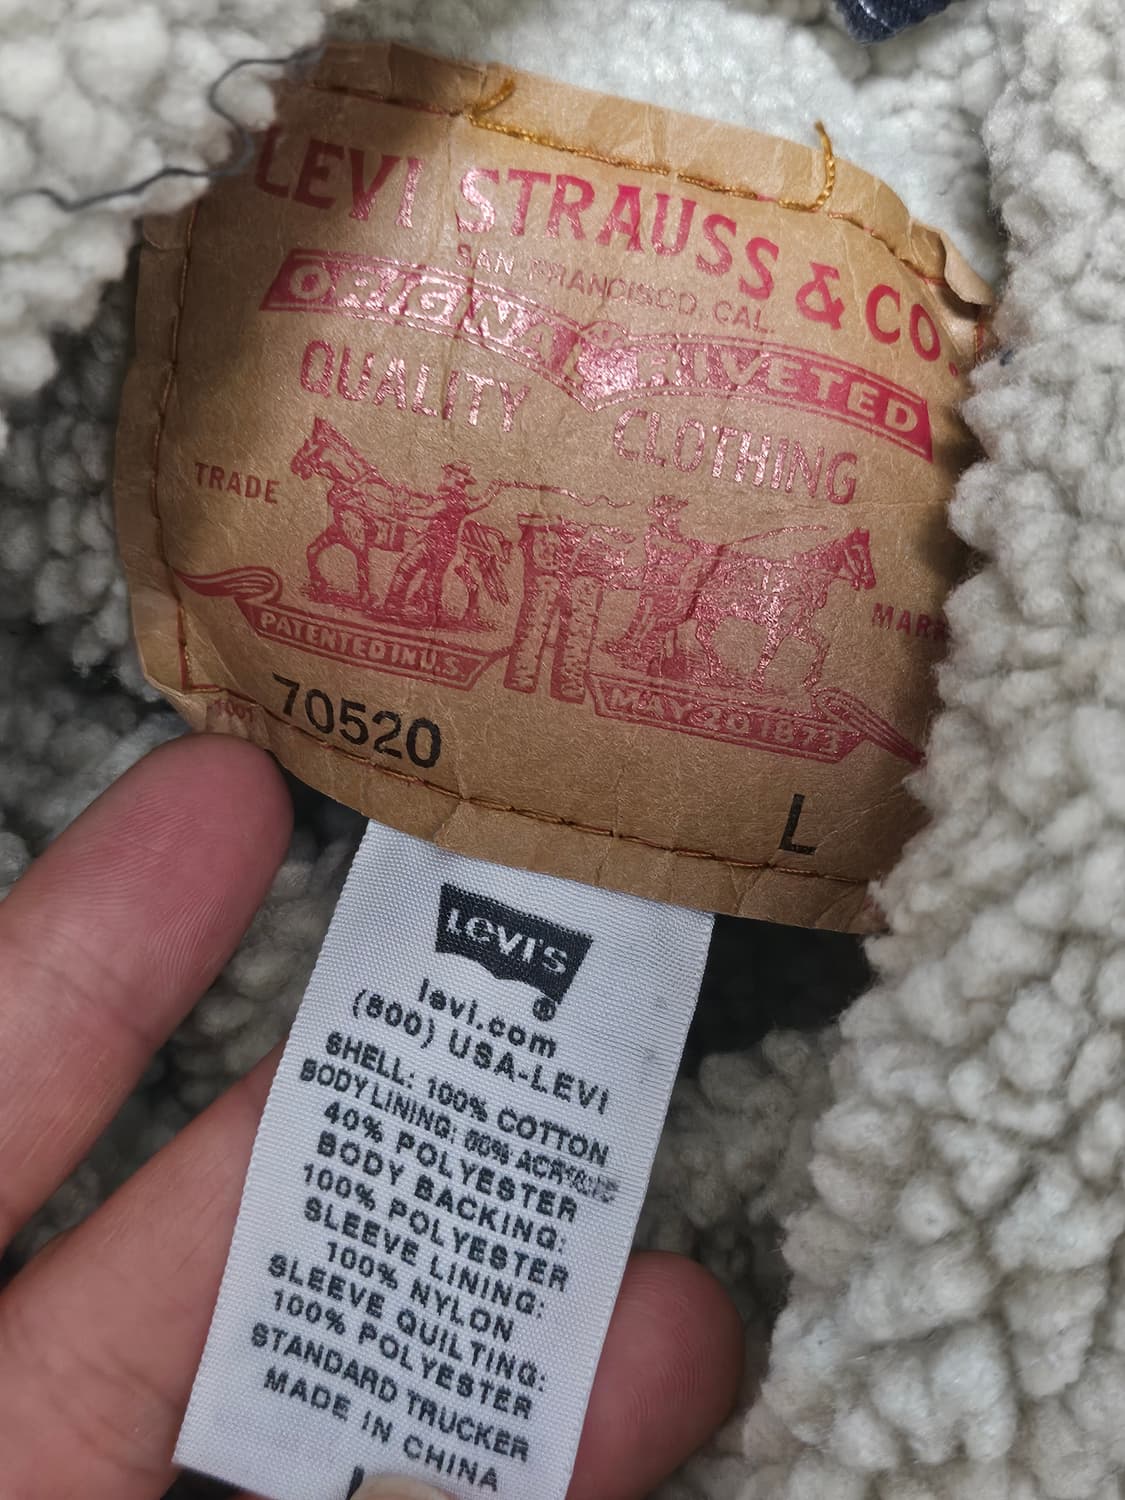 LEVI STRAUSS & CO.
SAN FRANCISCO, CAL.
ORIGINAL RIVETED
QUALITY CLOTHING
TRADE MARK
PATENTED IN U.S. MAY 20 1873
70520
L
Levi's
®
levi.com
(800) USA-LEVI
SHELL: 100% COTTON
BODY LINING: 60% ACRYLIC
40% POLYESTER
BODY BACKING:
100% POLYESTER
SLEEVE LINING:
100% NYLON
SLEEVE QUILTING:
100% POLYESTER
STANDARD TRUCKER
MADE IN CHINA